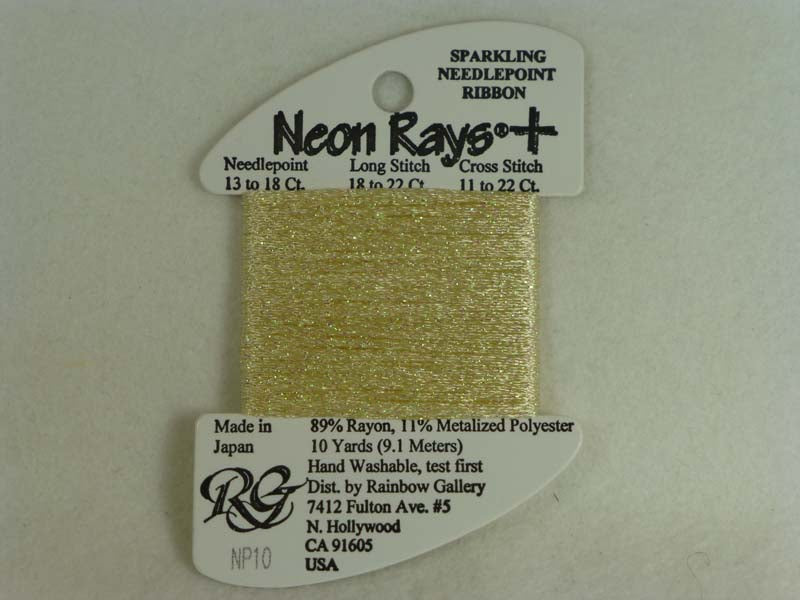 SPARKLING
NEEDLEPOINT
RIBBON
Neon Rays®+
Needlepoint Long Stitch Cross Stitch
13 to 18 Ct. 18 to 22 Ct. 11 to 22 Ct.
Made in
Japan
89% Rayon, 11% Metalized Polyester
10 Yards (9.1 Meters)
Hand Washable, test first
Dist. by Rainbow Gallery
7412 Fulton Ave. #5
N. Hollywood
CA 91605
USA
RG
NP10